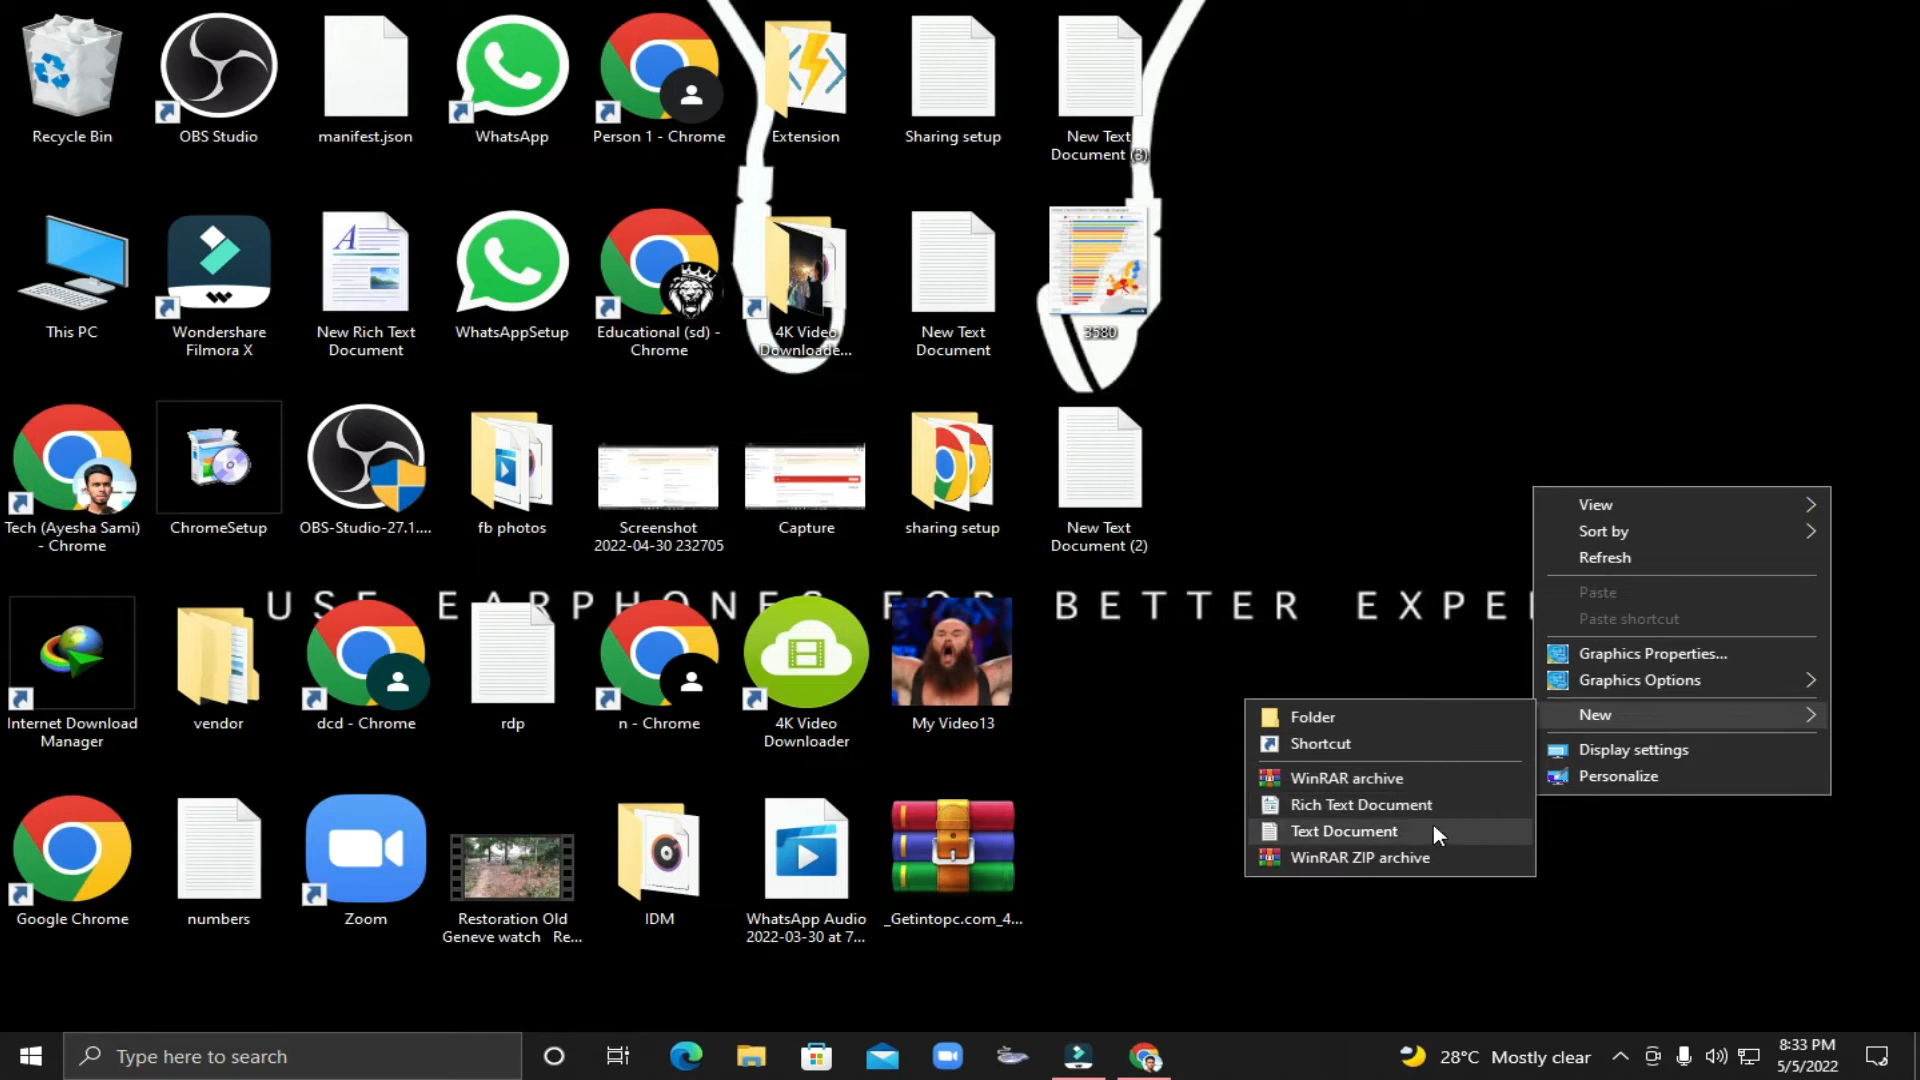 Recycle Bin
OBS Studio
manifest.json
WhatsApp
Person 1 - Chrome
Extension
Sharing setup
New Text
Document (3)
This PC
Wondershare
Filmora X
New Rich Text
Document
WhatsAppSetup
Educational (sd) -
Chrome
4K Video
Downloade...
New Text
Document
3580
Tech (Ayesha Sami)
- Chrome
ChromeSetup
OBS-Studio-27.1....
fb photos
Screenshot
2022-04-30 232705
Capture
sharing setup
New Text
Document (2)
USE EARPHONES FOR BETTER EXPE
Internet Download
Manager
vendor
dcd - Chrome
rdp
n - Chrome
4K Video
Downloader
My Video13
Google Chrome
numbers
Zoom
Restoration Old
Geneve watch Re...
IDM
WhatsApp Audio
2022-03-30 at 7...
_Getintopc.com_4...
View
Sort by
Refresh
Paste
Paste shortcut
Graphics Properties...
Graphics Options
New
Display settings
Personalize
Folder
Shortcut
WinRAR archive
Rich Text Document
Text Document
WinRAR ZIP archive
Type here to search
28°C Mostly clear
8:33 PM
5/5/2022